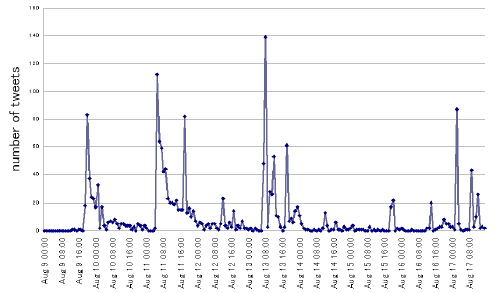 160
140
120
100
80
60
40
20
0
number of tweets
Aug 9 00:00
Aug 9 08:00
Aug 9 16:00
Aug 10 00:00
Aug 10 08:00
Aug 10 16:00
Aug 11 00:00
Aug 11 08:00
Aug 11 16:00
Aug 12 00:00
Aug 12 08:00
Aug 12 16:00
Aug 13 00:00
Aug 13 08:00
Aug 13 16:00
Aug 14 00:00
Aug 14 08:00
Aug 14 16:00
Aug 15 00:00
Aug 15 08:00
Aug 15 16:00
Aug 16 00:00
Aug 16 08:00
Aug 16 16:00
Aug 17 00:00
Aug 17 08:00